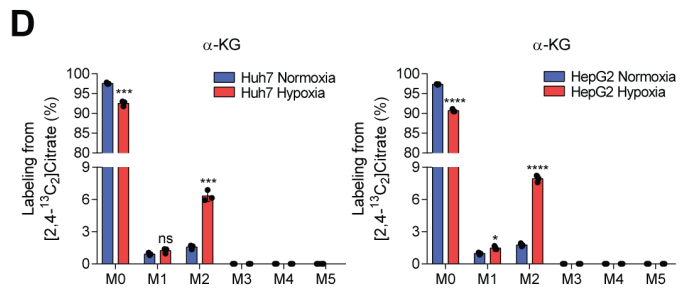 D
α-KG
Huh7 Normoxia
Huh7 Hypoxia
Labeling from
[2,4-¹³C₂]Citrate (%)
100
95
90
85
80
9
6
3
0
***
ns
***
M0 M1 M2 M3 M4 M5
α-KG
HepG2 Normoxia
HepG2 Hypoxia
Labeling from
[2,4-¹³C₂]Citrate (%)
100
95
90
85
80
9
6
3
0
****
*
****
M0 M1 M2 M3 M4 M5